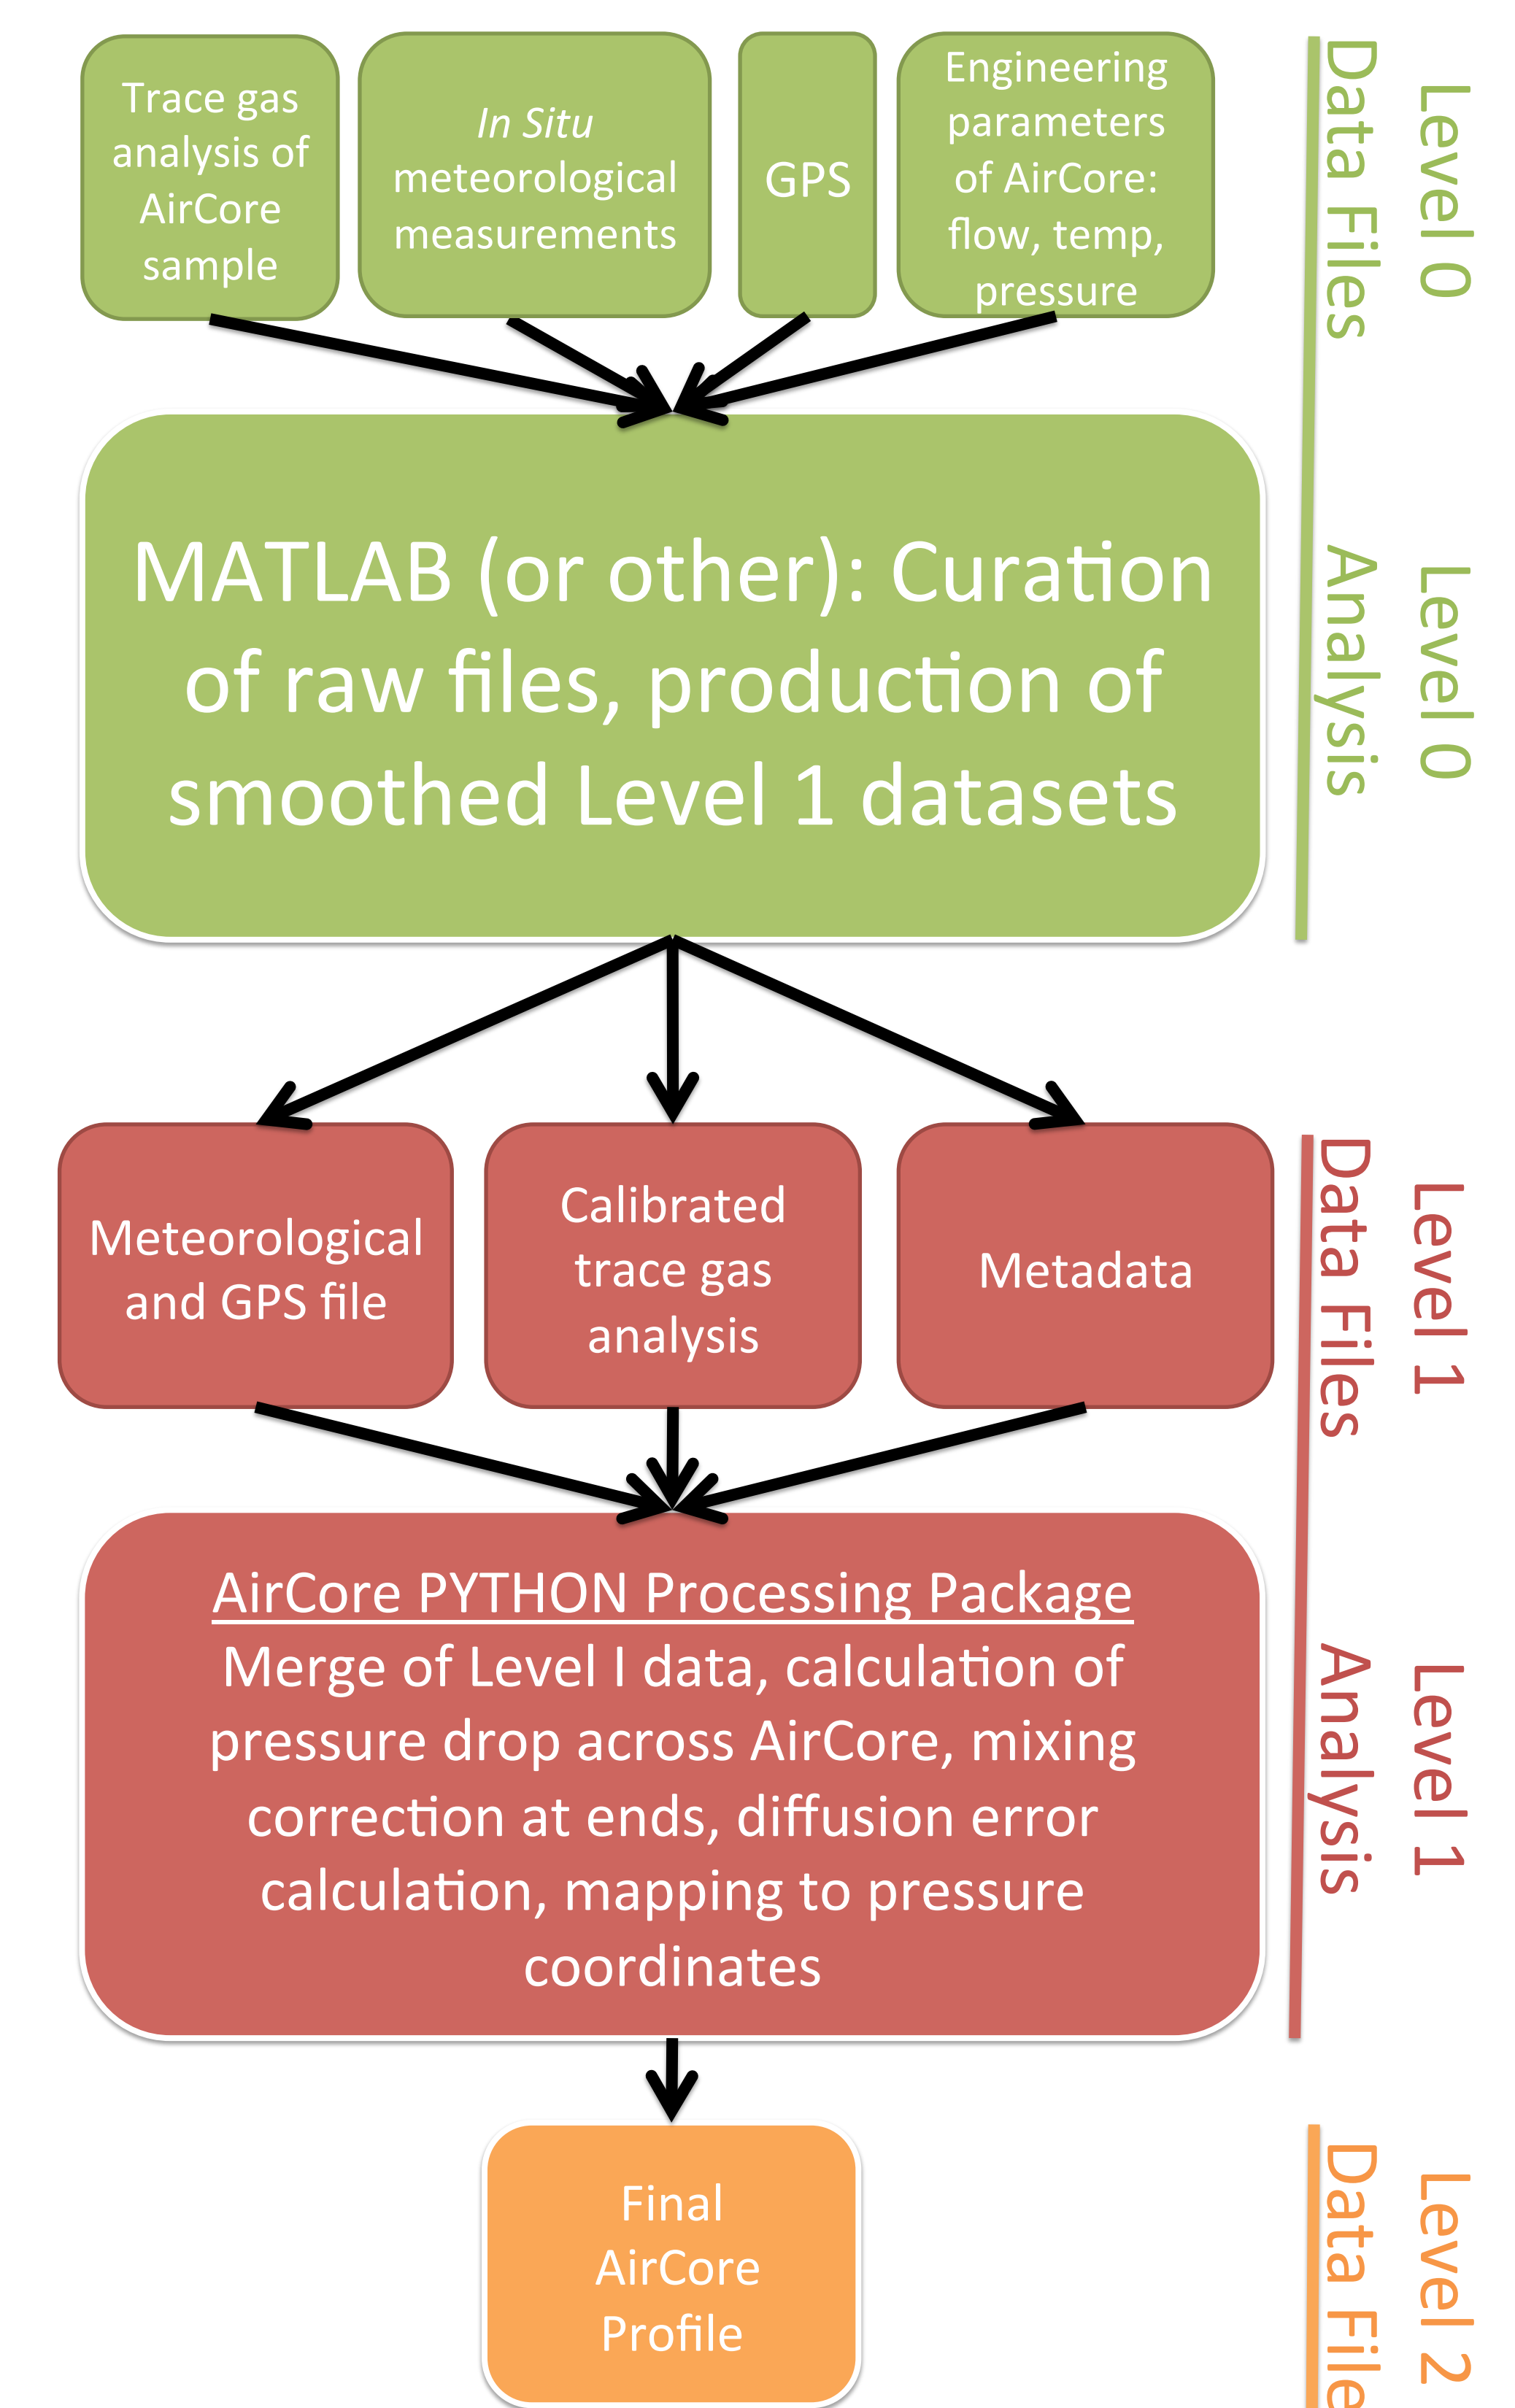 Trace gas
analysis of
AirCore
sample
In Situ
meteorological
measurements
GPS
Engineering
parameters
of AirCore:
flow, temp,
pressure
Level 0
Data Files
MATLAB (or other): Curation
of raw files, production of
smoothed Level 1 datasets
Level 0
Analysis
Meteorological
and GPS file
Calibrated
trace gas
analysis
Metadata
Level 1
Data Files
AirCore PYTHON Processing Package
Merge of Level I data, calculation of
pressure drop across AirCore, mixing
correction at ends, diffusion error
calculation, mapping to pressure
coordinates
Level 1
Analysis
Final
AirCore
Profile
Level 2
Data File